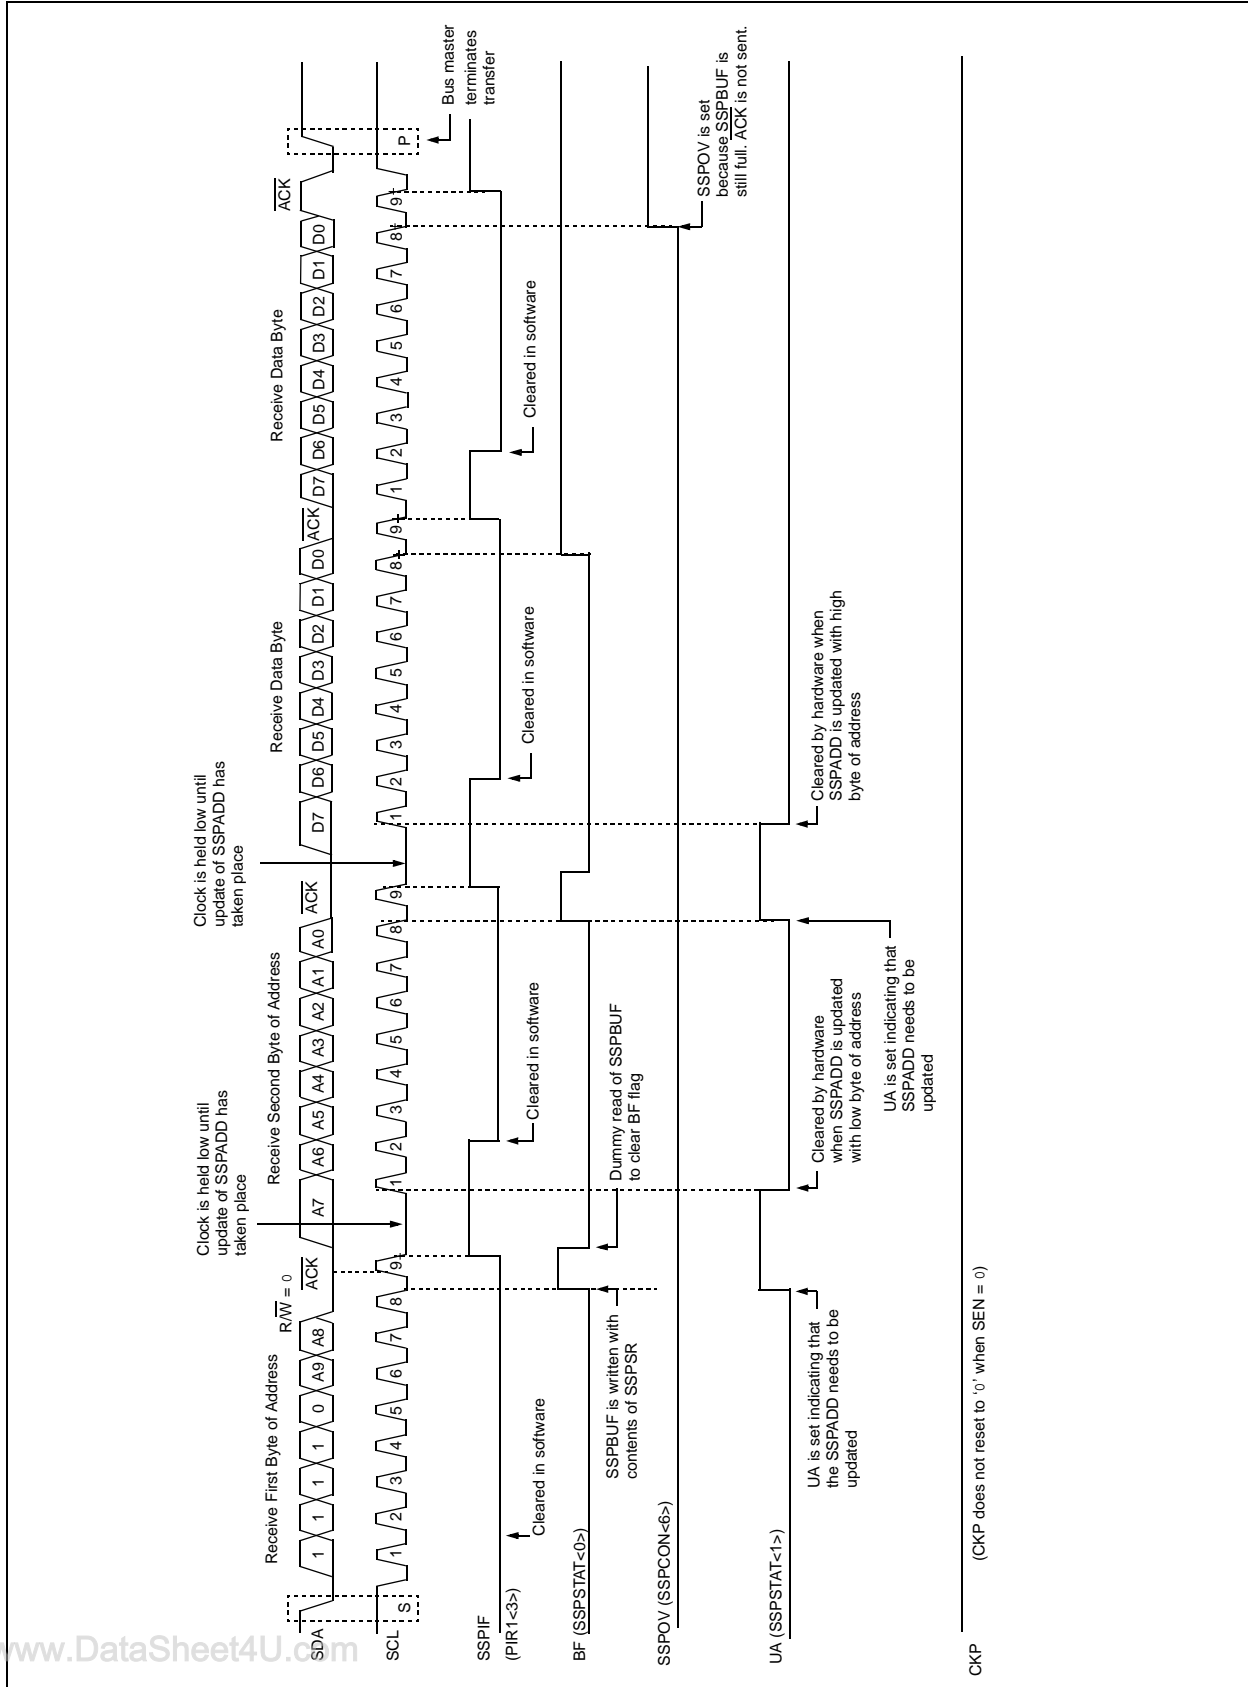 Receive First Byte of Address
R/W = 0
Clock is held low until
update of SSPADD has
taken place
Receive Second Byte of Address
Clock is held low until
update of SSPADD has
taken place
Receive Data Byte
Receive Data Byte
SDA
1 1 1 1 0 A9 A8 ACK A7 A6 A5 A4 A3 A2 A1 A0 ACK D7 D6 D5 D4 D3 D2 D1 D0 ACK D7 D6 D5 D4 D3 D2 D1 D0 ACK
SCL
S 1 2 3 4 5 6 7 8 9 1 2 3 4 5 6 7 8 9 1 2 3 4 5 6 7 8 9 1 2 3 4 5 6 7 8 9 P
Bus master
terminates
transfer
SSPIF
(PIR1<3>)
Cleared in software
Cleared in software
Cleared in software
Cleared in software
BF (SSPSTAT<0>)
SSPBUF is written with
contents of SSPSR
Dummy read of SSPBUF
to clear BF flag
SSPOV (SSPCON<6>)
SSPOV is set
because SSPBUF is
still full. ACK is not sent.
UA (SSPSTAT<1>)
UA is set indicating that
the SSPADD needs to be
updated
Cleared by hardware
when SSPADD is updated
with low byte of address
UA is set indicating that
SSPADD needs to be
updated
Cleared by hardware when
SSPADD is updated with high
byte of address
CKP
(CKP does not reset to ‘0’ when SEN = 0)
www.DataSheet4U.com